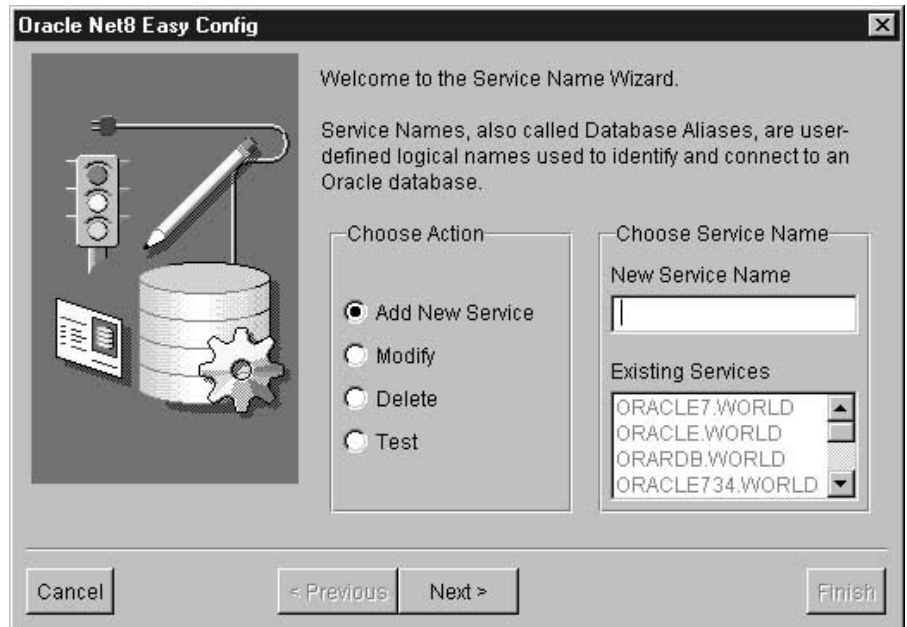 Oracle Net8 Easy Config
Welcome to the Service Name Wizard.
Service Names, also called Database Aliases, are user-
defined logical names used to identify and connect to an
Oracle database.
Choose Action
Add New Service
Modify
Delete
Test
Choose Service Name
New Service Name
Existing Services
ORACLE7.WORLD
ORACLE.WORLD
ORARDB.WORLD
ORACLE734.WORLD
Cancel
< Previous
Next >
Finish